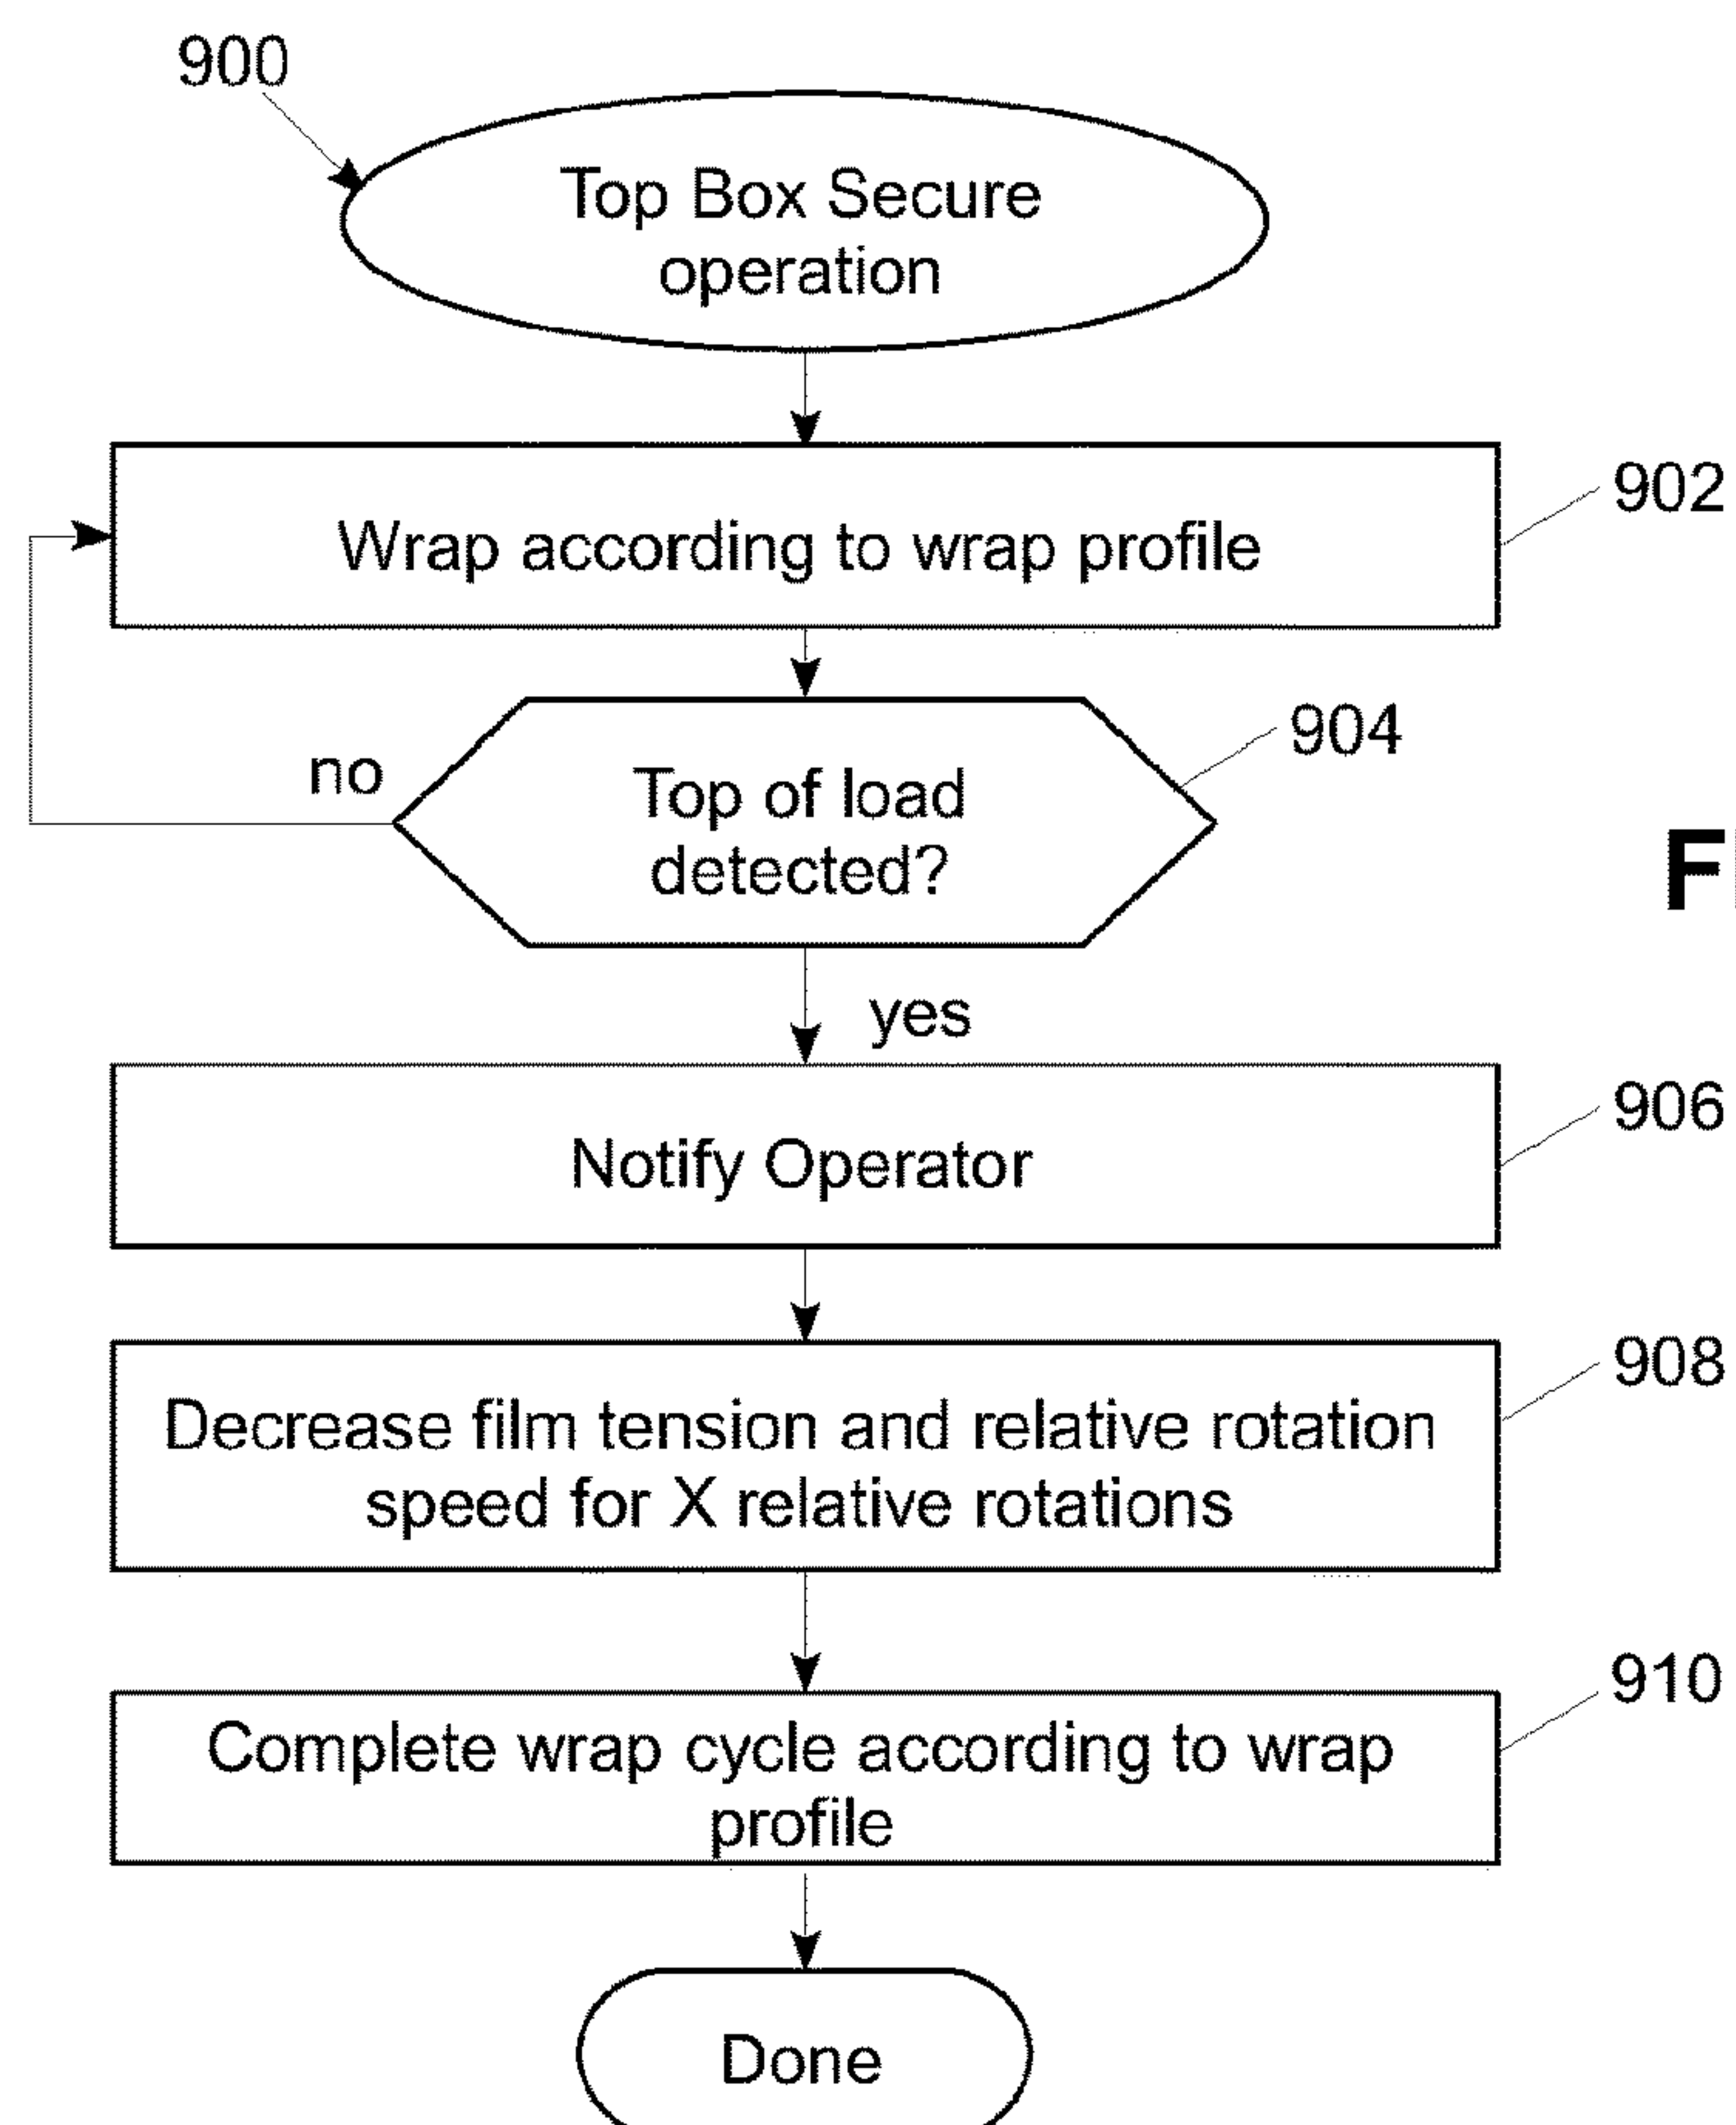 900
Top Box Secure
operation
Wrap according to wrap profile
902
904
no
Top of load
detected?
yes
Notify Operator
906
908
Decrease film tension and relative rotation
speed for X relative rotations
910
Complete wrap cycle according to wrap
profile
Done